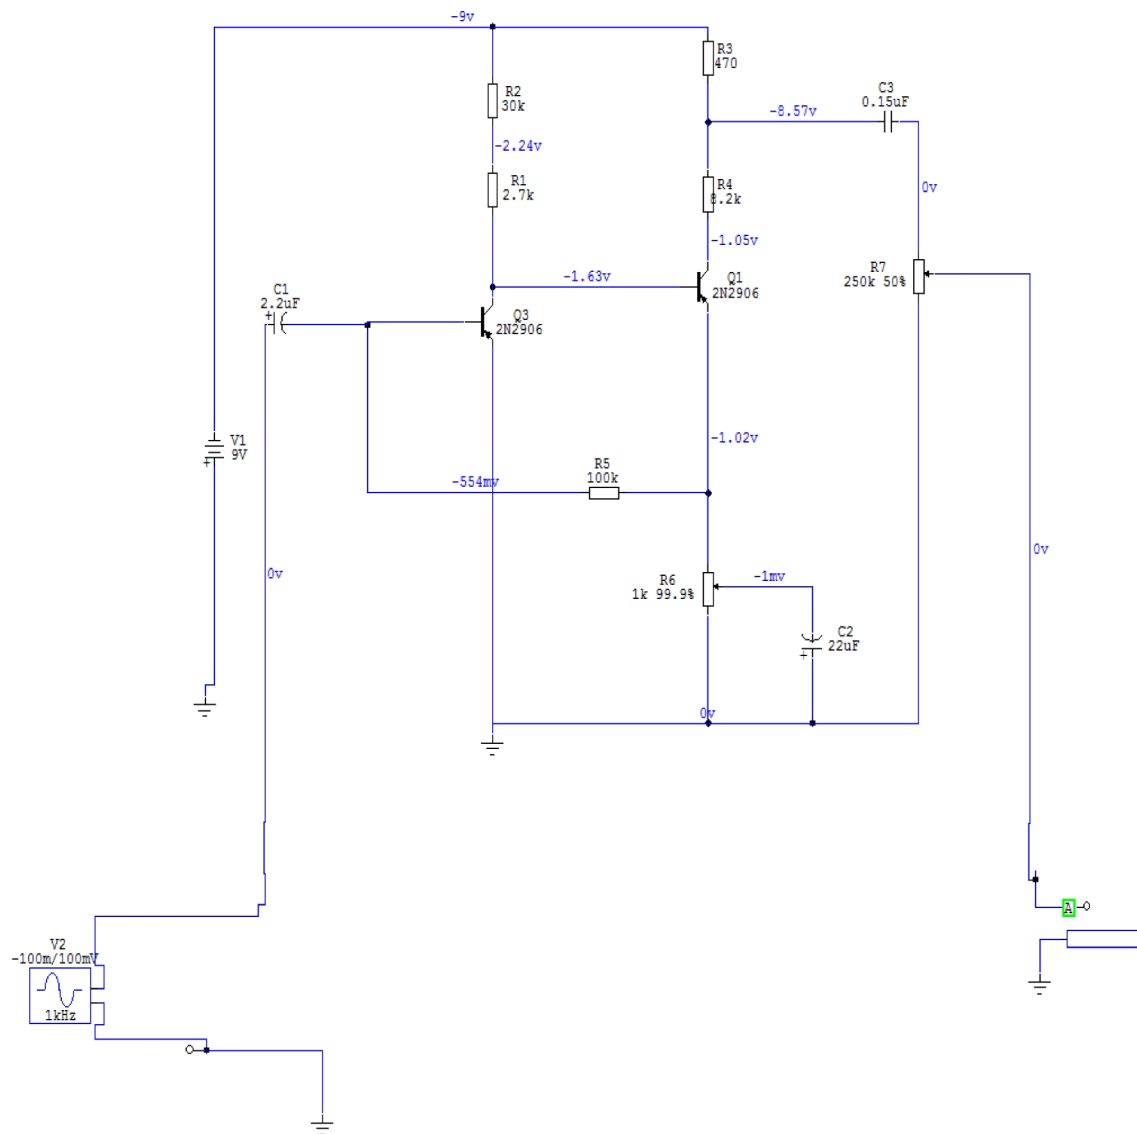 -9v
R3
470
R2
30k
C3
0.15uF
-8.57v
-2.24v
R1
2.7k
R4
8.2k
0v
-1.05v
-1.63v
Q1
2N2906
R7
250k 50%
C1
2.2uF
+
Q3
2N2906
V1
9V
+
-1.02v
R5
100k
-554mv
0v
0v
R6
1k 99.9%
-1mv
C2
22uF
+
0v
A
V2
-100m/100mV
1kHz